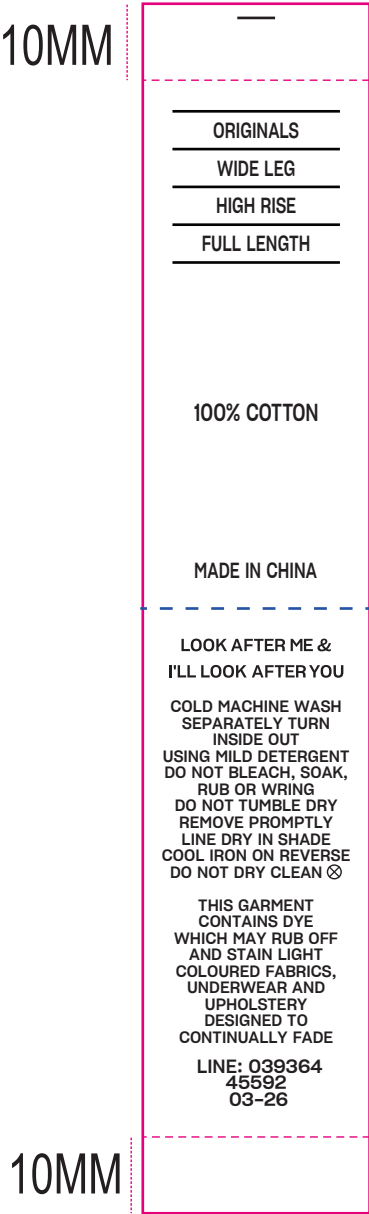 10MM
ORIGINALS
WIDE LEG
HIGH RISE
FULL LENGTH
100% COTTON
MADE IN CHINA
LOOK AFTER ME &
I'LL LOOK AFTER YOU
COLD MACHINE WASH
SEPARATELY TURN
INSIDE OUT
USING MILD DETERGENT
DO NOT BLEACH, SOAK,
RUB OR WRING
DO NOT TUMBLE DRY
REMOVE PROMPTLY
LINE DRY IN SHADE
COOL IRON ON REVERSE
DO NOT DRY CLEAN ⊗
THIS GARMENT
CONTAINS DYE
WHICH MAY RUB OFF
AND STAIN LIGHT
COLOURED FABRICS,
UNDERWEAR AND
UPHOLSTERY
DESIGNED TO
CONTINUALLY FADE
LINE: 039364
45592
03-26
10MM